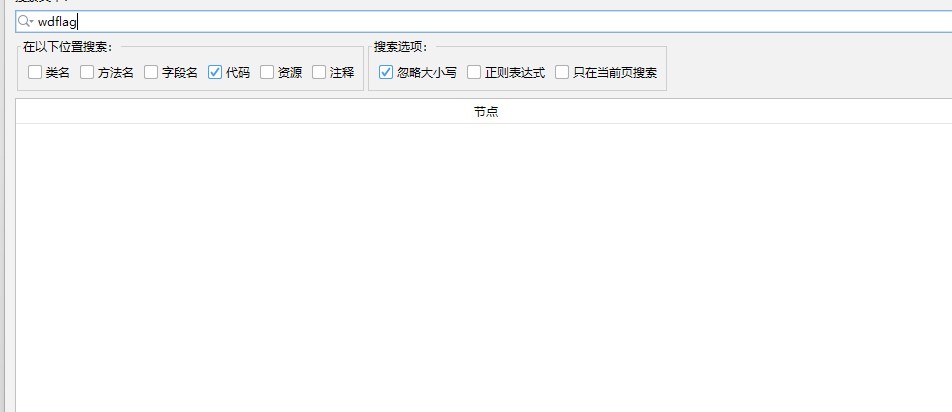 wdflag
在以下位置搜索： 搜索选项：
类名 方法名 字段名 代码 资源 注释 忽略大小写 正则表达式 只在当前页搜索
节点